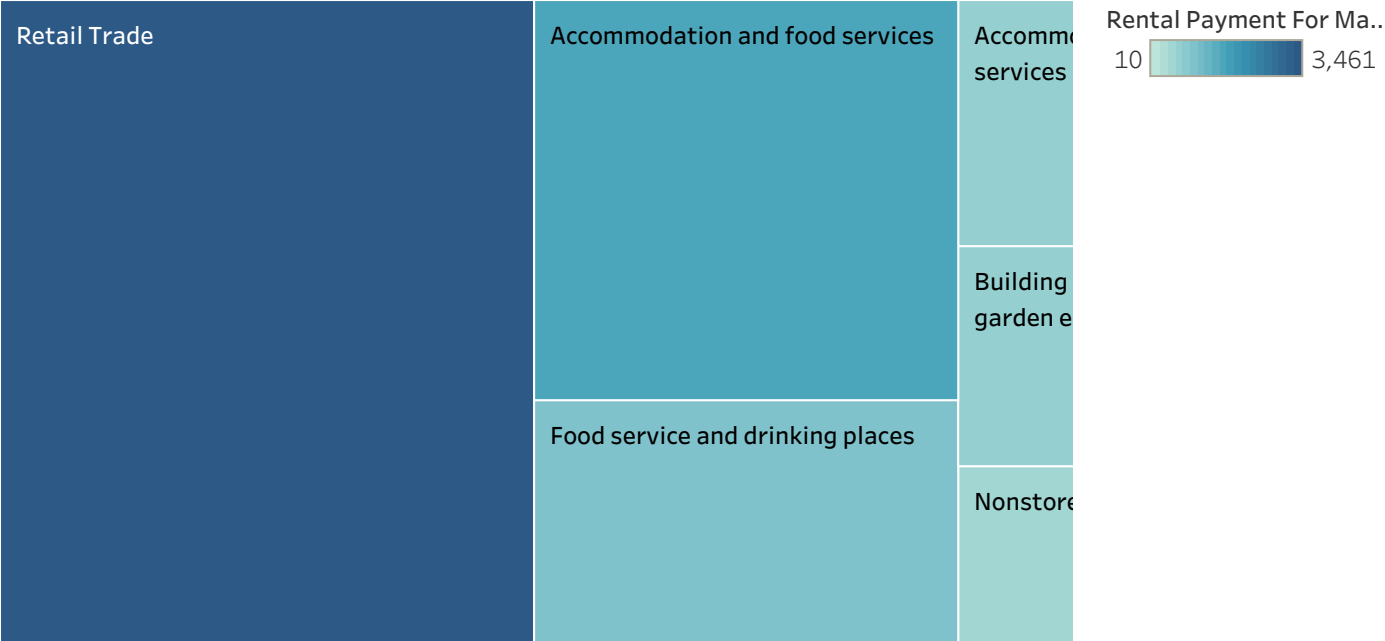 Retail Trade
Accommodation and food services
Food service and drinking places
Accommo
services
Building
garden e
Nonstore
Rental Payment For Ma..
10
3,461